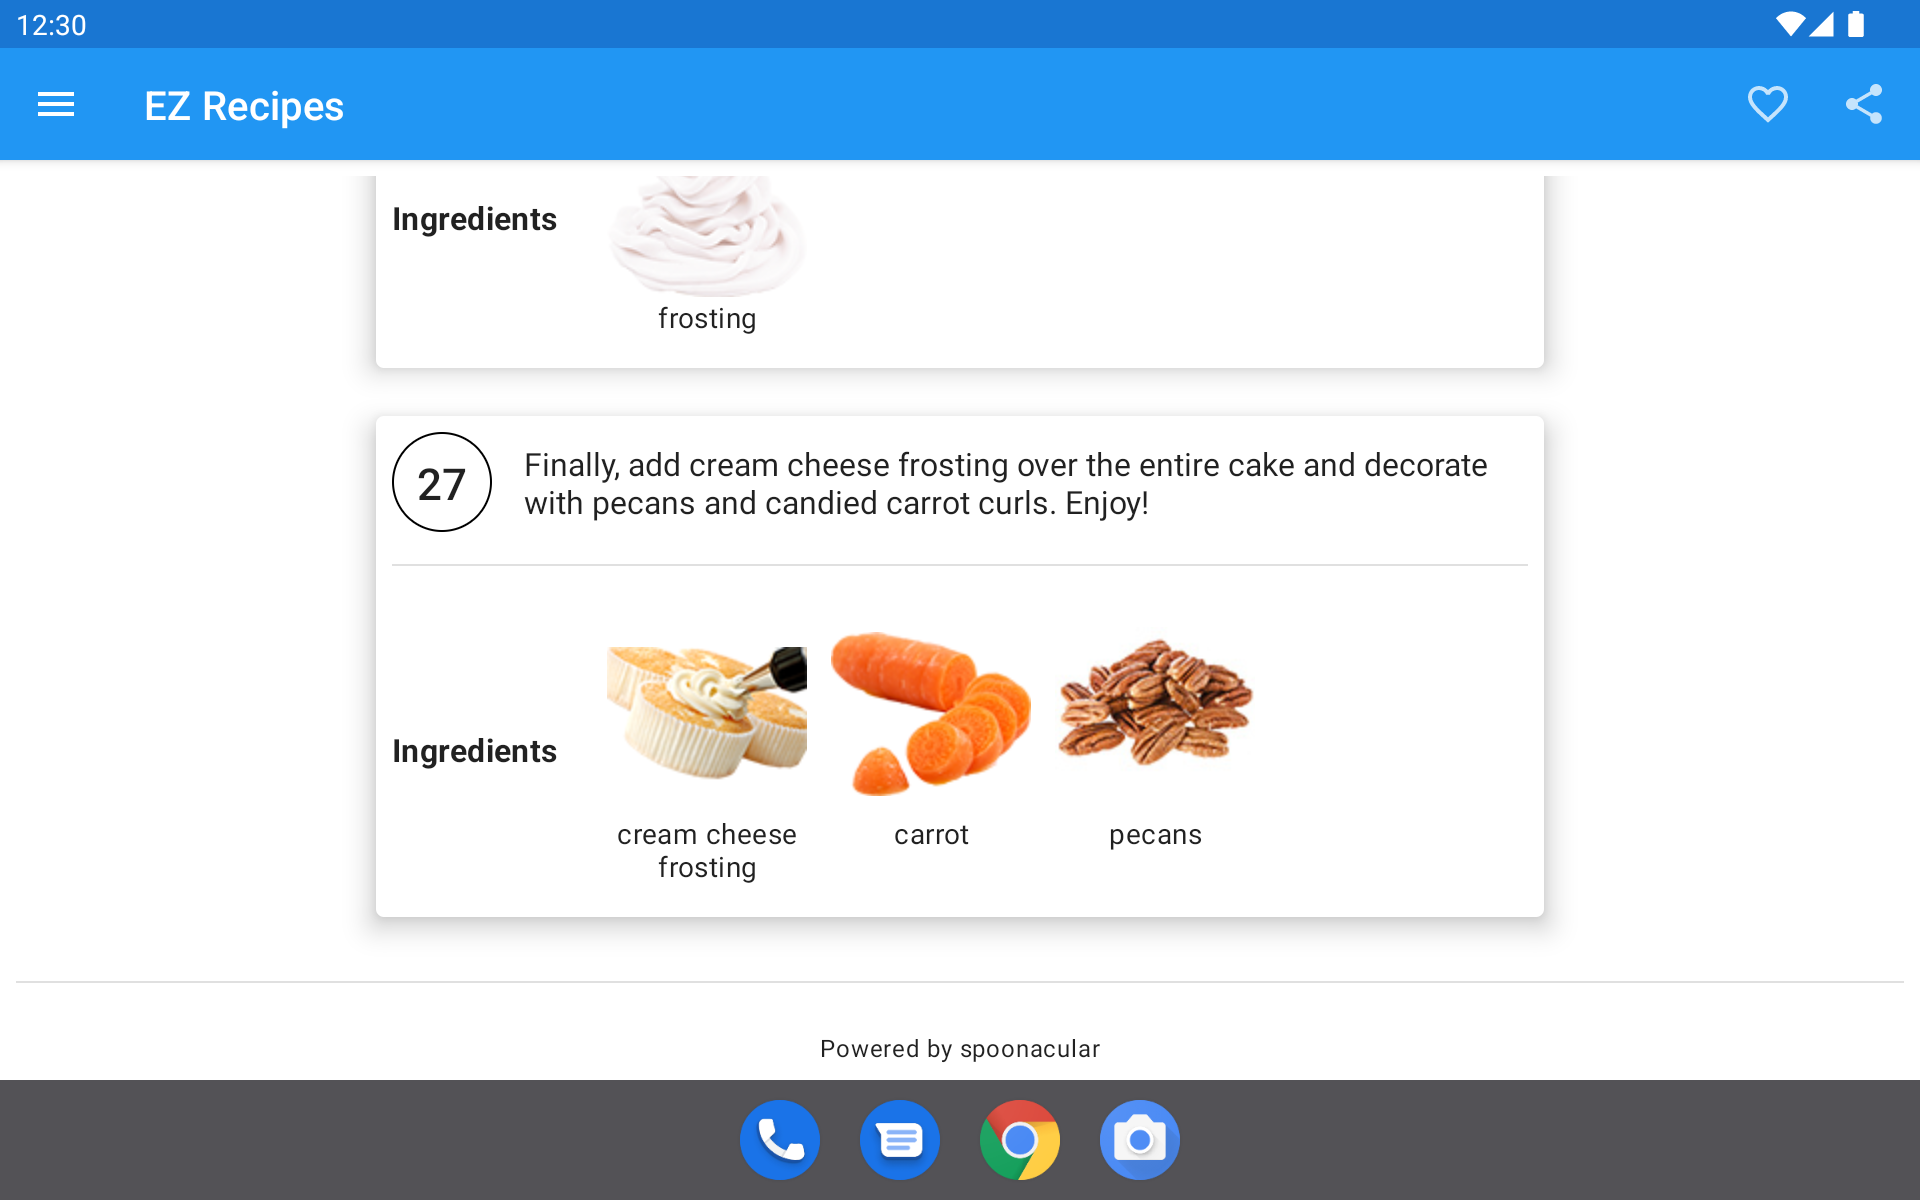 12:30
EZ Recipes
Ingredients
frosting
27
Finally, add cream cheese frosting over the entire cake and decorate
with pecans and candied carrot curls. Enjoy!
Ingredients
cream cheese
frosting
carrot
pecans
Powered by spoonacular